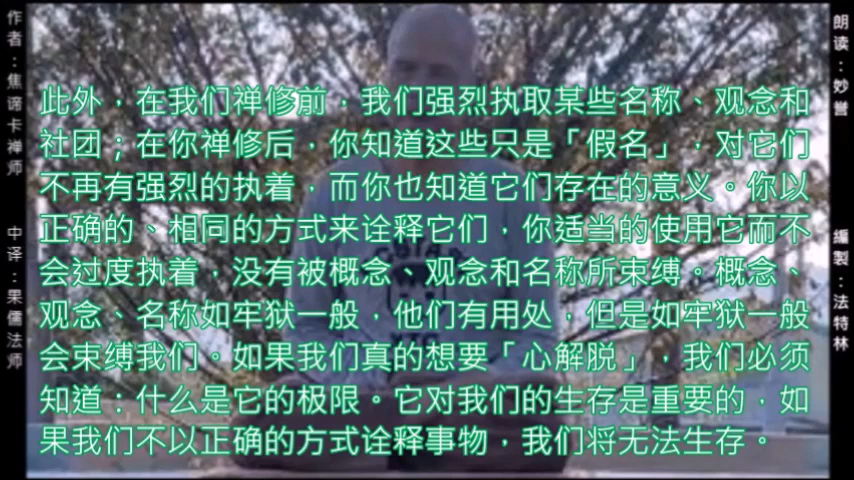 作者：焦谛卡禅师
中译：果儒法师
此外，在我们禅修前，我们强烈执取某些名称、观念和
社团；在你禅修后，你知道这些只是「假名」，对它们
不再有强烈的执着，而你也知道它们存在的意义。你以
正确的、相同的方式来诠释它们，你适当的使用它而不
会过度执着，没有被概念、观念和名称所束缚。概念、
观念、名称如牢狱一般，他们有用处，但是如牢狱一般
会束缚我们。如果我们真的想要「心解脱」，我们必须
知道：什么是它的极限。它对我们的生存是重要的，如
果我们不以正确的方式诠释事物，我们将无法生存。
朗读：妙誉
编製：法特林